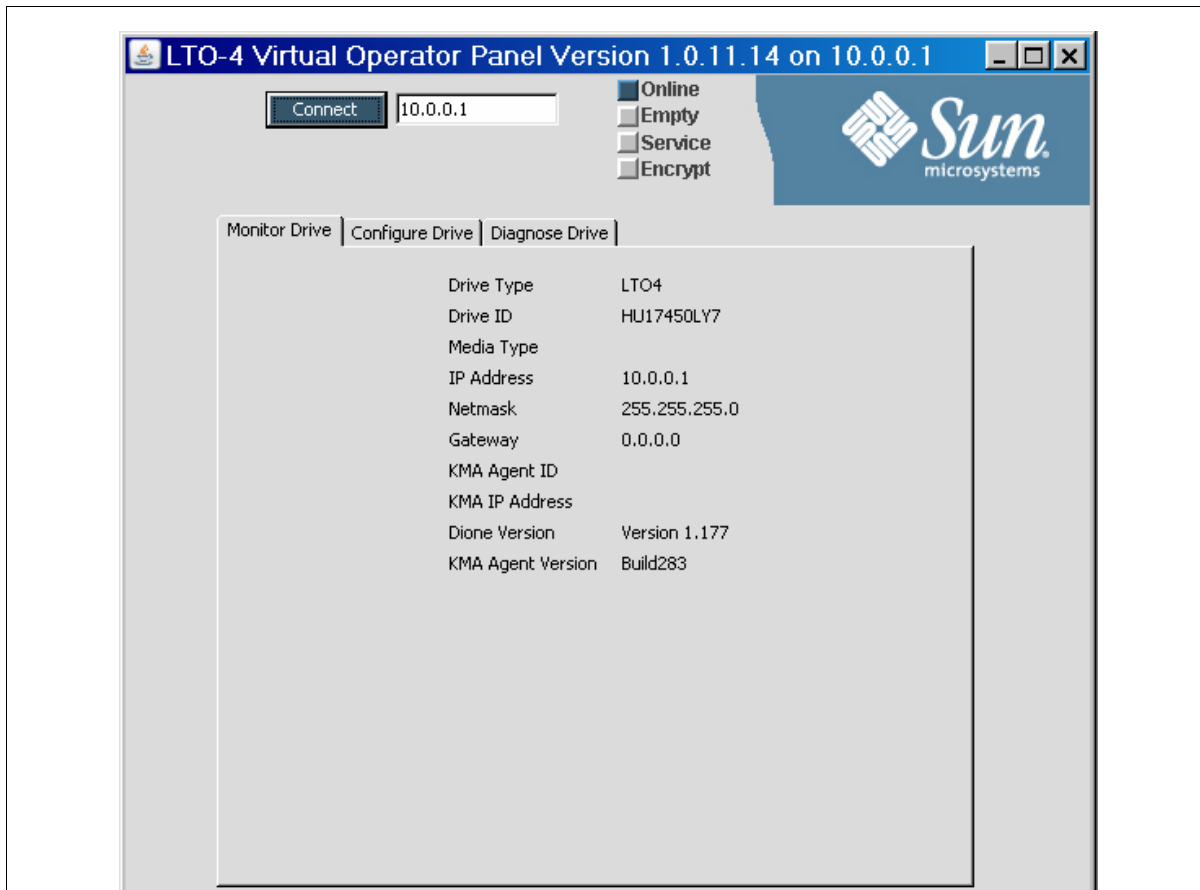 LTO-4 Virtual Operator Panel Version 1.0.11.14 on 10.0.0.1
Connect 10.0.0.1
Online
Empty
Service
Encrypt
Sun
microsystems
Monitor Drive Configure Drive Diagnose Drive
Drive Type LTO4
Drive ID HU17450LY7
Media Type
IP Address 10.0.0.1
Netmask 255.255.255.0
Gateway 0.0.0.0
KMA Agent ID
KMA IP Address
Dione Version Version 1.177
KMA Agent Version Build283